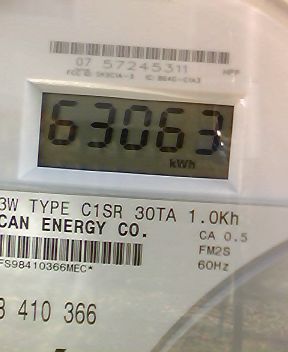 07 57245311
63063
kWh
3W TYPE C1SR 30TA 1.0Kh
CAN ENERGY CO.
CA 0.5
FM2S
FS98410366MEC*
60Hz
8 410 366